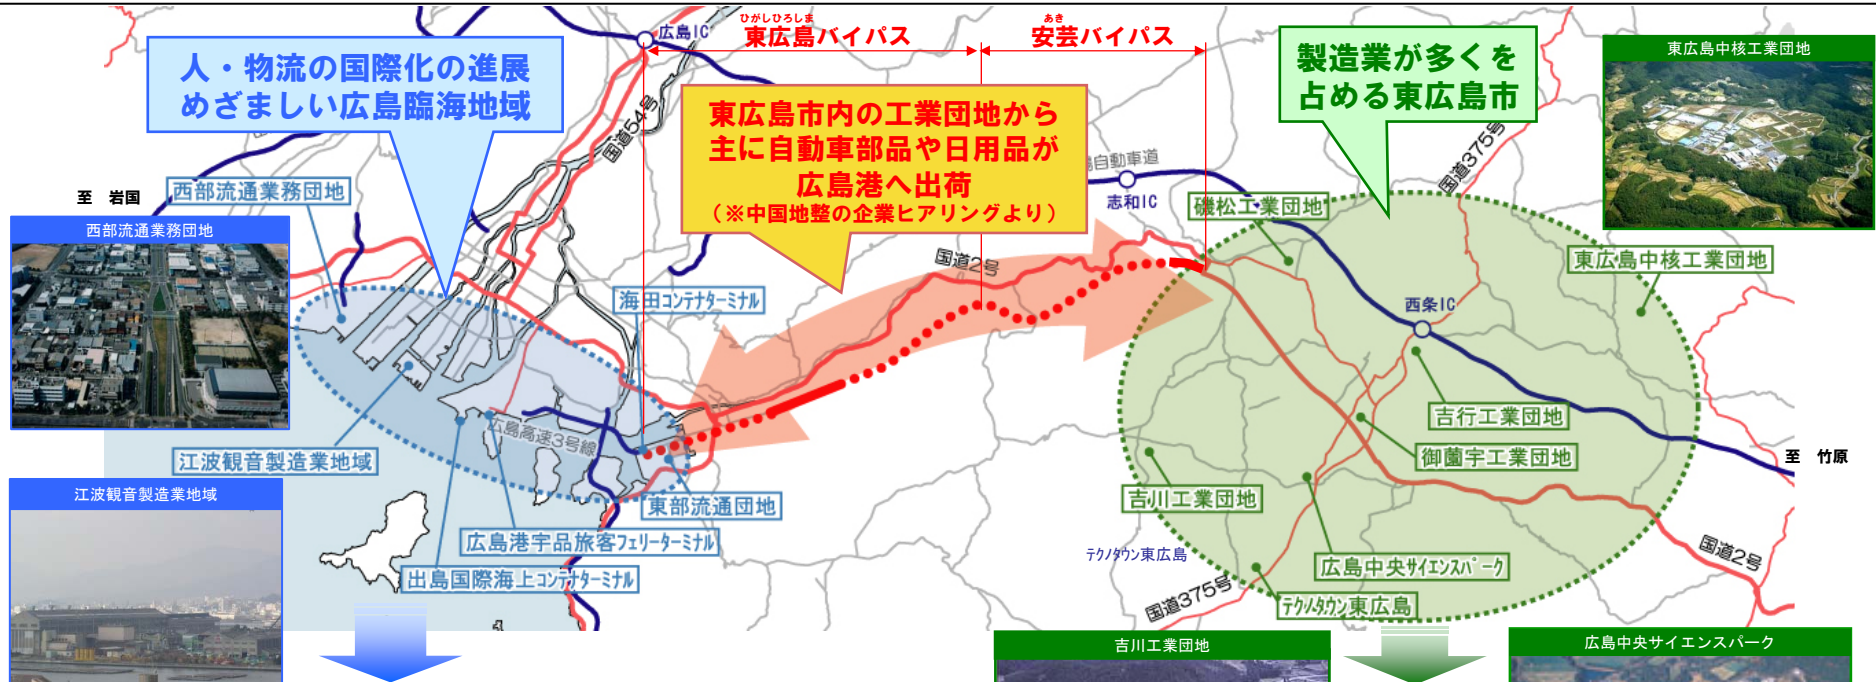 ひがしひろしま
東広島バイパス
あき
安芸バイパス
広島IC
人・物流の国際化の進展
めざましい広島臨海地域
国道54号
東広島市内の工業団地から
主に自動車部品や日用品が
広島港へ出荷
(※中国地整の企業ヒアリングより)
製造業が多くを
占める東広島市
東広島中核工業団地
自動車道
志和IC
国道375号
至 岩国
西部流通業務団地
西部流通業務団地
磯松工業団地
東広島中核工業団地
国道2号
海田コンテナターミナル
西条IC
吉行工業団地
御薗宇工業団地
至 竹原
広島高速3号線
江波観音製造業地域
江波観音製造業地域
東部流通団地
吉川工業団地
広島港宇品旅客フェリーターミナル
出島国際海上コンテナターミナル
テクノタウン東広島
広島中央サイエンスパーク
国道2号
国道375号
テクノタウン東広島
吉川工業団地
広島中央サイエンスパーク